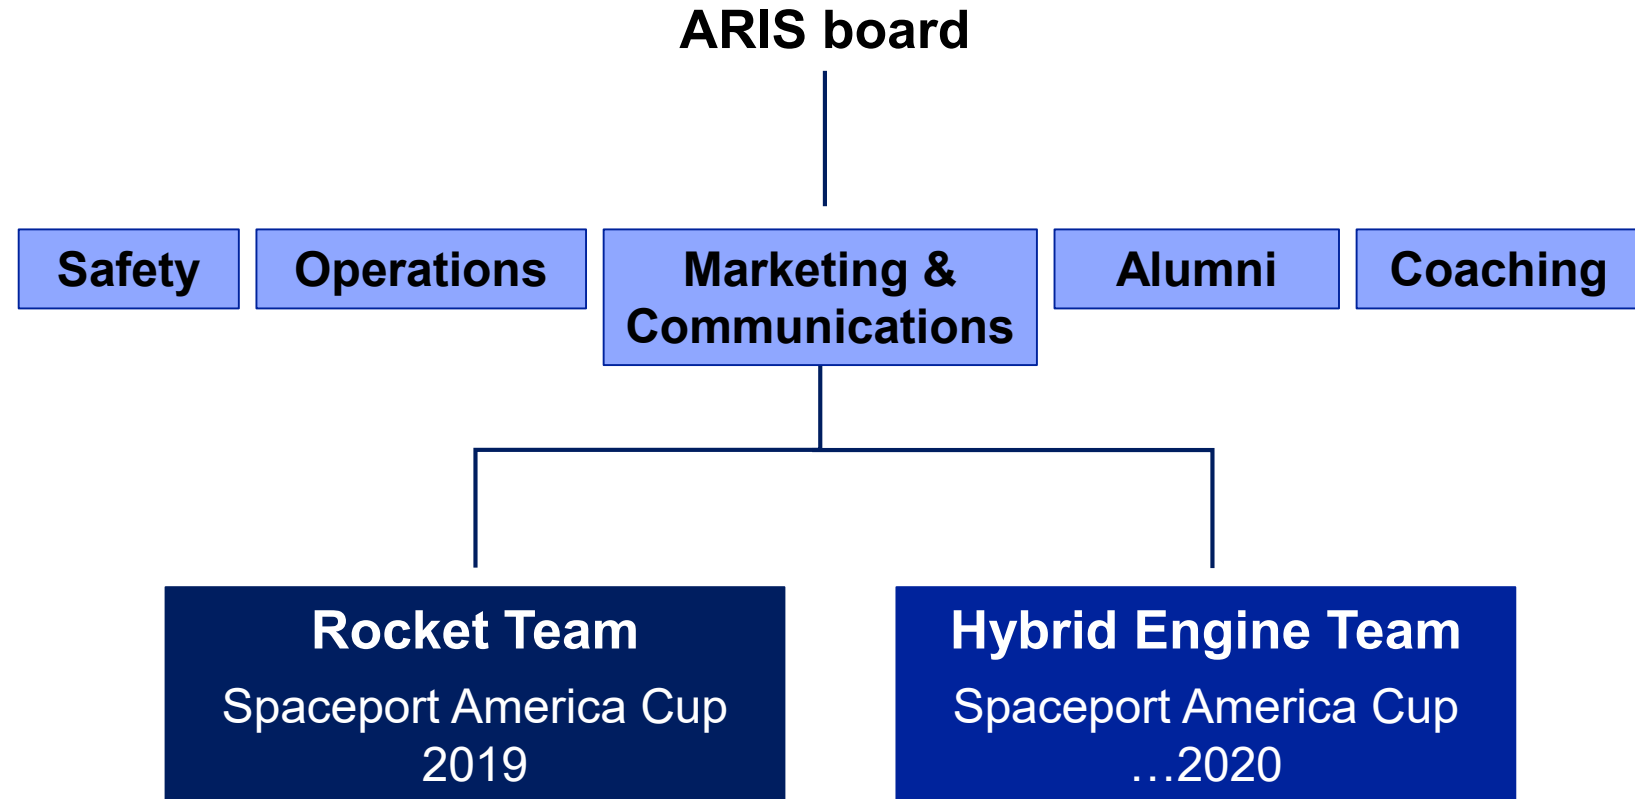 ARIS board
Safety
Operations
Marketing &
Communications
Alumni
Coaching
Rocket Team
Spaceport America Cup
2019
Hybrid Engine Team
Spaceport America Cup
…2020